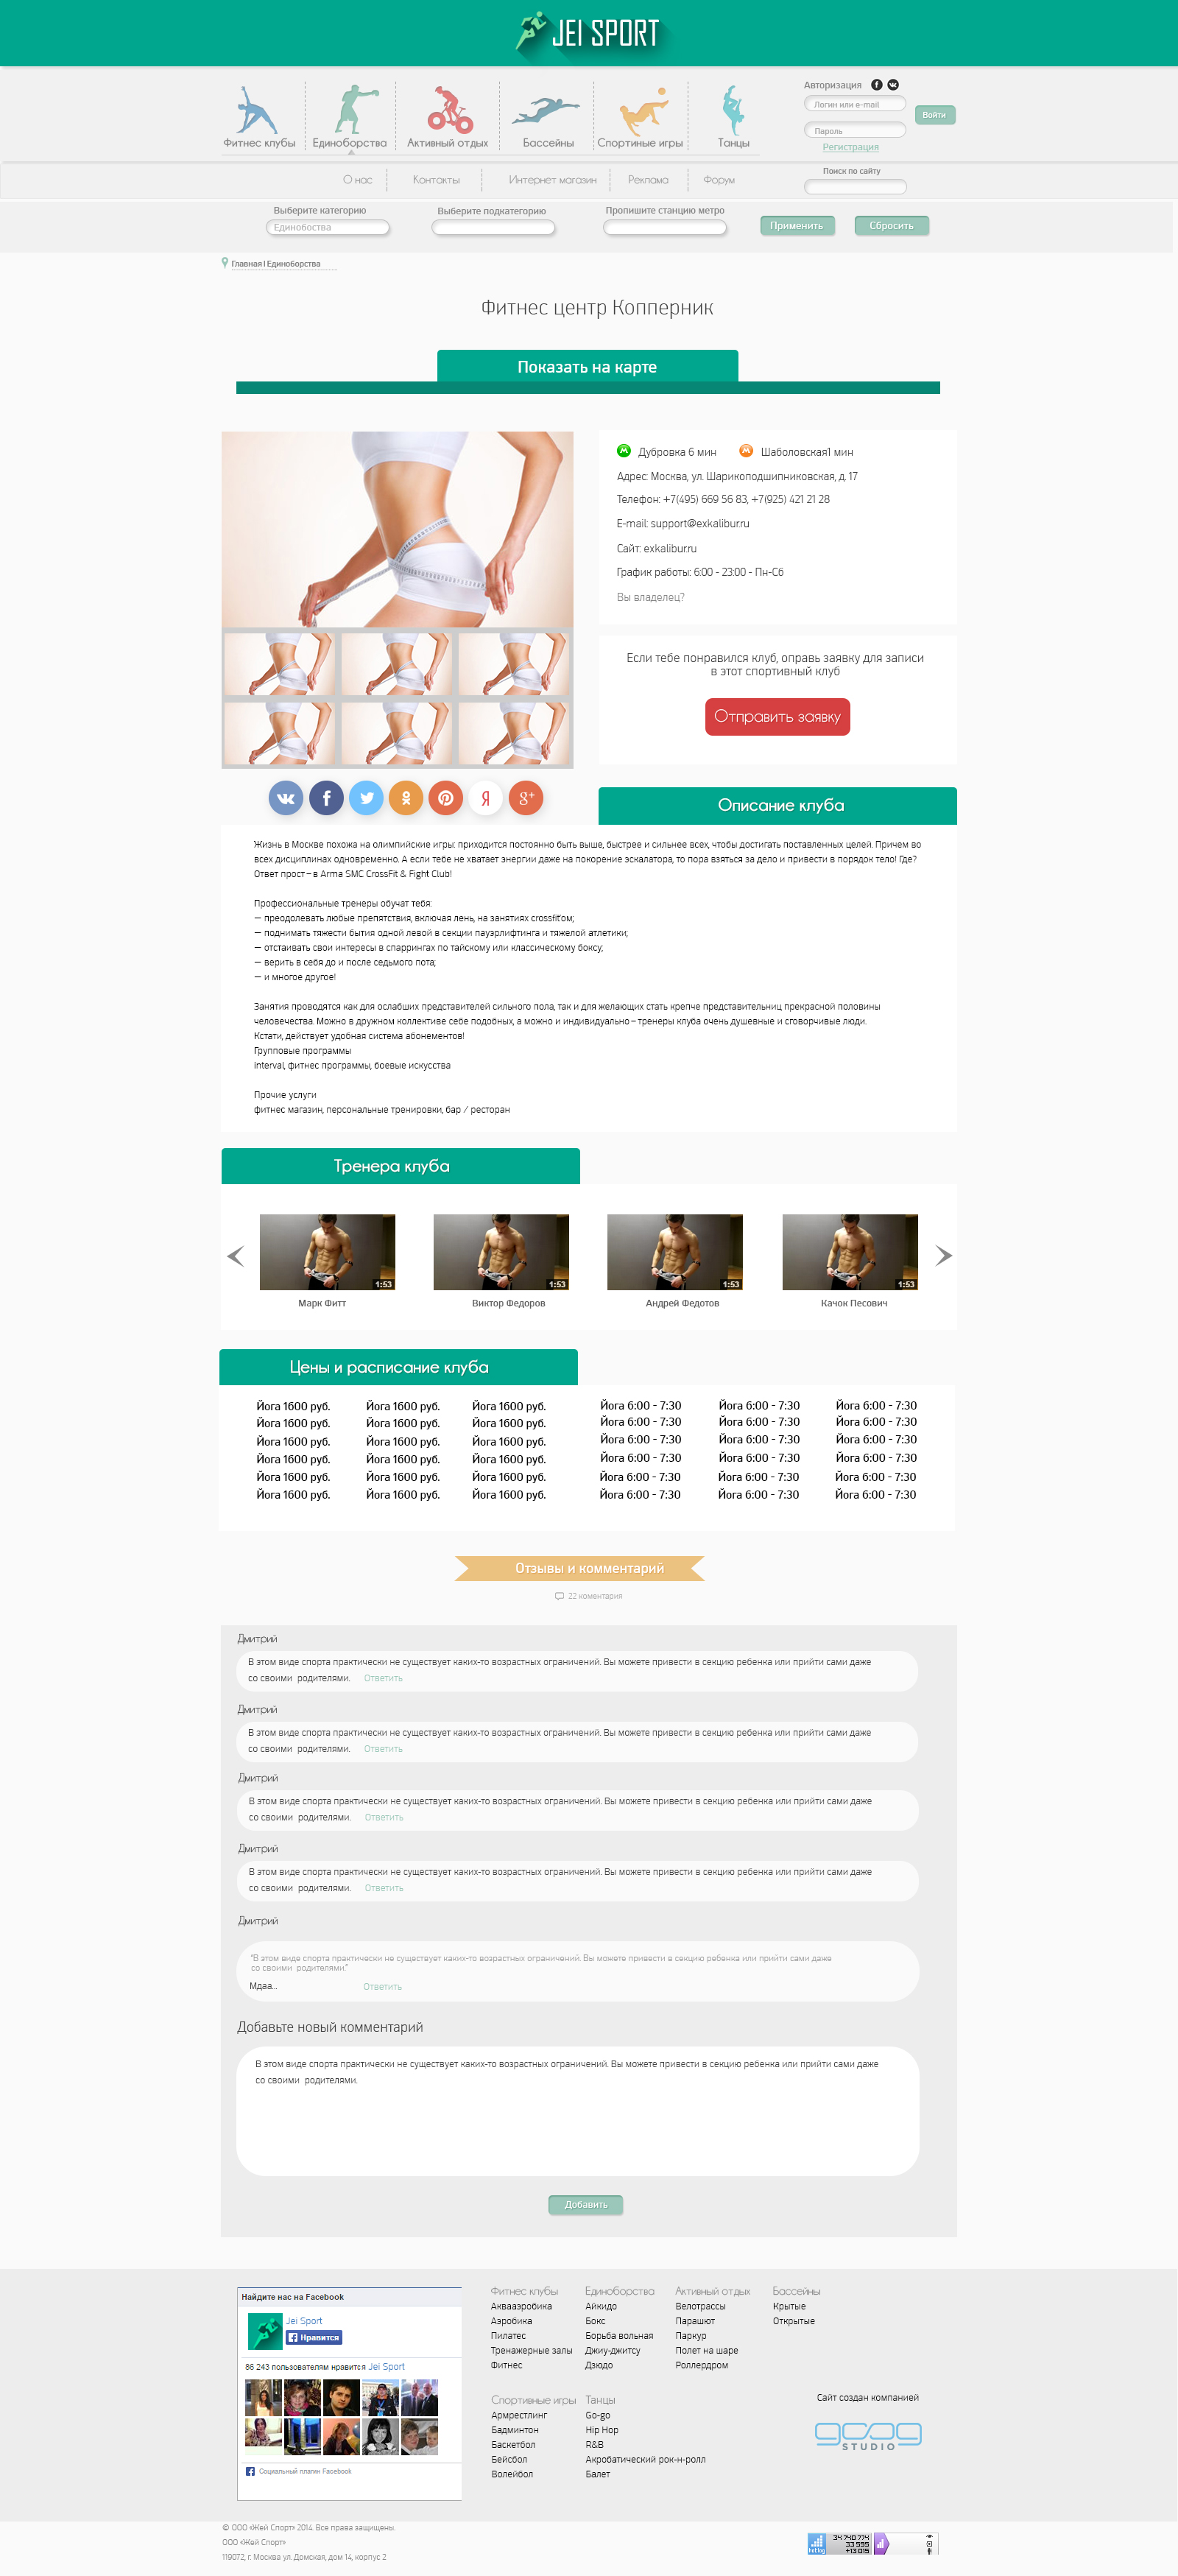 JEI SPORT
Авторизация
Логин или e-mail
Войти
Пароль
Регистрация
Фитнес клубы
Единоборства
Активный отдых
Бассейны
Спортиные игры
Танцы
О нас
Контакты
Интернет магазин
Реклама
Форум
Поиск по сайту
Выберите категорию
Выберите подкатегорию
Пропишите станцию метро
Единобоства
Применить
Сбросить
Главная I Единоборства
Фитнес центр Копперник
Показать на карте
Дубровка 6 мин
Шаболовская1 мин
Адрес: Москва, ул. Шарикоподшипниковская, д. 17
Телефон: +7(495) 669 56 83, +7(925) 421 21 28
E-mail: support@exkalibur.ru
Сайт: exkalibur.ru
График работы: 6:00 - 23:00 - Пн-Сб
Вы владелец?
Если тебе понравился клуб, оправь заявку для записи
в этот спортивный клуб
Отправить заявку
Описание клуба
Жизнь в Москве похожа на олимпийские игры: приходится постоянно быть выше, быстрее и сильнее всех, чтобы достигать поставленных целей. Причем во
всех дисциплинах одновременно. А если тебе не хватает энергии даже на покорение эскалатора, то пора взяться за дело и привести в порядок тело! Где?
Ответ прост – в Arma SMC CrossFit & Fight Club!
Профессиональные тренеры обучат тебя:
— преодолевать любые препятствия, включая лень, на занятиях crossfit'ом;
— поднимать тяжести бытия одной левой в секции пауэрлифтинга и тяжелой атлетики;
— отстаивать свои интересы в спаррингах по тайскому или классическому боксу;
— верить в себя до и после седьмого пота;
— и многое другое!
Занятия проводятся как для ослабших представителей сильного пола, так и для желающих стать крепче представительниц прекрасной половины
человечества. Можно в дружном коллективе себе подобных, а можно и индивидуально – тренеры клуба очень душевные и сговорчивые люди.
Кстати, действует удобная система абонементов!
Групповые программы
interval, фитнес программы, боевые искусства
Прочие услуги
фитнес магазин, персональные тренировки, бар / ресторан
Тренера клуба
1:53
1:53
1:53
1:53
Марк Фитт
Виктор Федоров
Андрей Федотов
Качок Песович
Цены и расписание клуба
Йога 1600 руб. Йога 1600 руб. Йога 1600 руб. Йога 6:00 - 7:30 Йога 6:00 - 7:30 Йога 6:00 - 7:30
Йога 1600 руб. Йога 1600 руб. Йога 1600 руб. Йога 6:00 - 7:30 Йога 6:00 - 7:30 Йога 6:00 - 7:30
Йога 1600 руб. Йога 1600 руб. Йога 1600 руб. Йога 6:00 - 7:30 Йога 6:00 - 7:30 Йога 6:00 - 7:30
Йога 1600 руб. Йога 1600 руб. Йога 1600 руб. Йога 6:00 - 7:30 Йога 6:00 - 7:30 Йога 6:00 - 7:30
Йога 1600 руб. Йога 1600 руб. Йога 1600 руб. Йога 6:00 - 7:30 Йога 6:00 - 7:30 Йога 6:00 - 7:30
Йога 1600 руб. Йога 1600 руб. Йога 1600 руб. Йога 6:00 - 7:30 Йога 6:00 - 7:30 Йога 6:00 - 7:30
Отзывы и комментарий
22 коментария
Дмитрий
В этом виде спорта практически не существует каких-то возрастных ограничений. Вы можете привести в секцию ребенка или прийти сами даже
со своими родителями. Ответить
Дмитрий
В этом виде спорта практически не существует каких-то возрастных ограничений. Вы можете привести в секцию ребенка или прийти сами даже
со своими родителями. Ответить
Дмитрий
В этом виде спорта практически не существует каких-то возрастных ограничений. Вы можете привести в секцию ребенка или прийти сами даже
со своими родителями. Ответить
Дмитрий
В этом виде спорта практически не существует каких-то возрастных ограничений. Вы можете привести в секцию ребенка или прийти сами даже
со своими родителями. Ответить
Дмитрий
"В этом виде спорта практически не существует каких-то возрастных ограничений. Вы можете привести в секцию ребенка или прийти сами даже
со своими родителями."
Мдаа... Ответить
Добавьте новый комментарий
В этом виде спорта практически не существует каких-то возрастных ограничений. Вы можете привести в секцию ребенка или прийти сами даже
со своими родителями.
Добавить
Найдите нас на Facebook
Jei Sport
Нравится
86 243 пользователям нравится Jei Sport
Социальный плагин Facebook
Фитнес клубы
Аквааэробика
Аэробика
Пилатес
Тренажерные залы
Фитнес
Единоборства
Айкидо
Бокс
Борьба вольная
Джиу-джитсу
Дзюдо
Активный отдых
Велотрассы
Парашют
Паркур
Полет на шаре
Роллердром
Бассейны
Крытые
Открытые
Спортивные игры
Армрестлинг
Бадминтон
Баскетбол
Бейсбол
Волейбол
Танцы
Go-go
Hip Hop
R&B
Акробатический рок-н-ролл
Балет
Сайт создан компанией
STUDIO
© ООО «Жей Спорт» 2014. Все права защищены.
ООО «Жей Спорт»
119072, г. Москва ул. Домская, дом 14, корпус 2
hotlog
34 740 774
33 595
+13 015